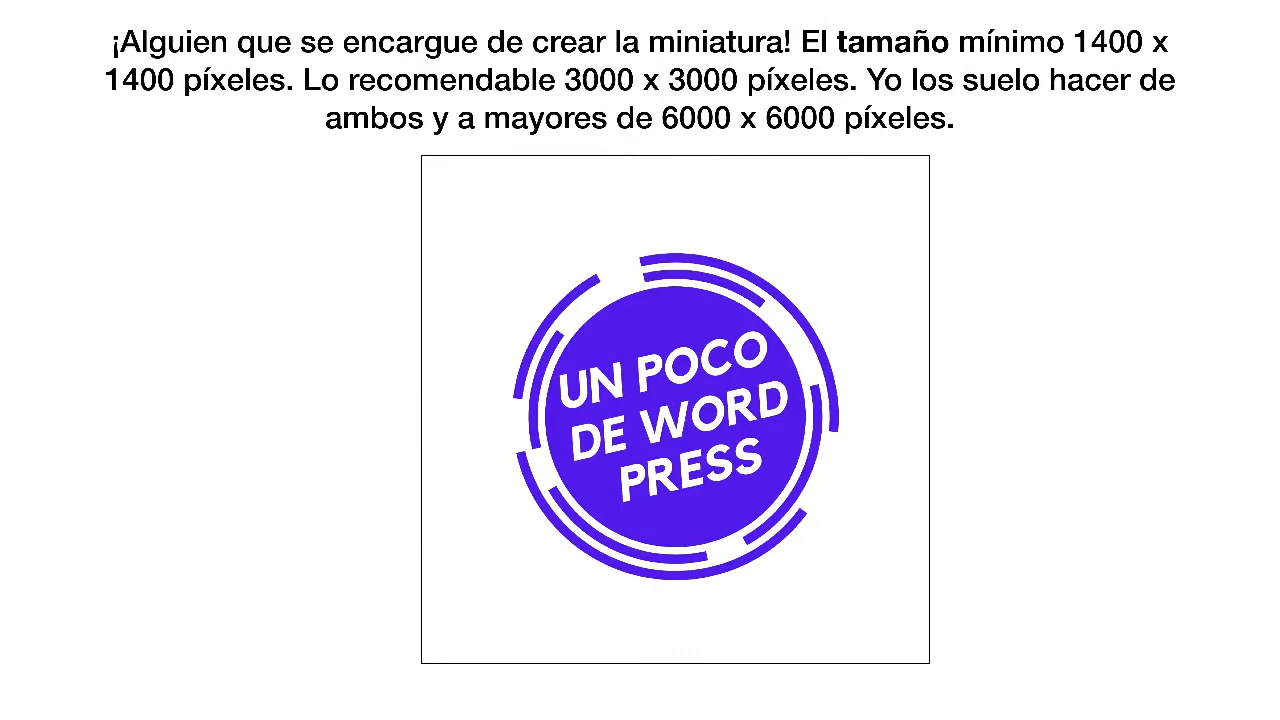 ¡Alguien que se encargue de crear la miniatura! El tamaño mínimo 1400 x
1400 píxeles. Lo recomendable 3000 x 3000 píxeles. Yo los suelo hacer de
ambos y a mayores de 6000 x 6000 píxeles.
UN POCO
DE WORD
PRESS